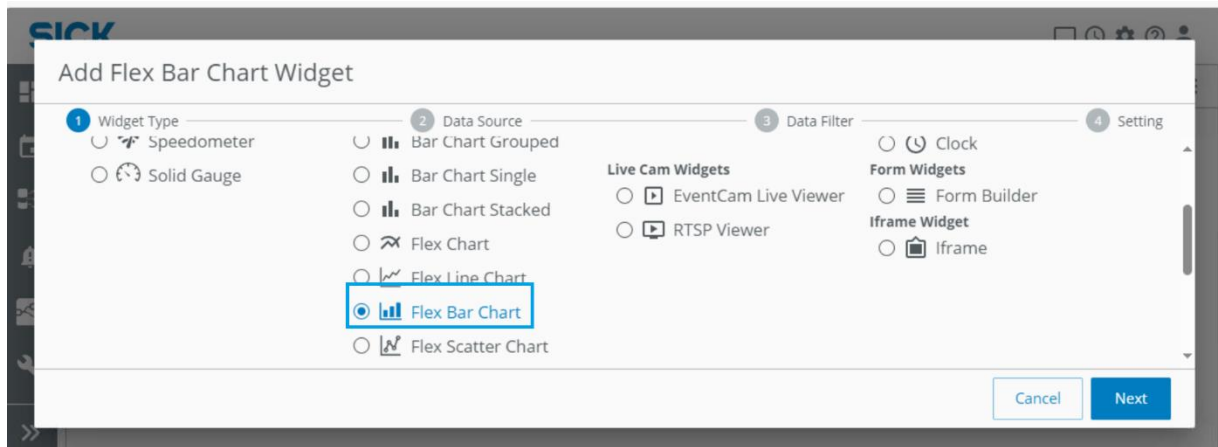 SICK
Add Flex Bar Chart Widget
1 Widget Type
2 Data Source
3 Data Filter
4 Setting
Speedometer
Solid Gauge
Bar Chart Grouped
Bar Chart Single
Bar Chart Stacked
Flex Chart
Flex Line Chart
Flex Bar Chart
Flex Scatter Chart
Live Cam Widgets
EventCam Live Viewer
RTSP Viewer
Clock
Form Widgets
Form Builder
Iframe Widget
Iframe
Cancel
Next